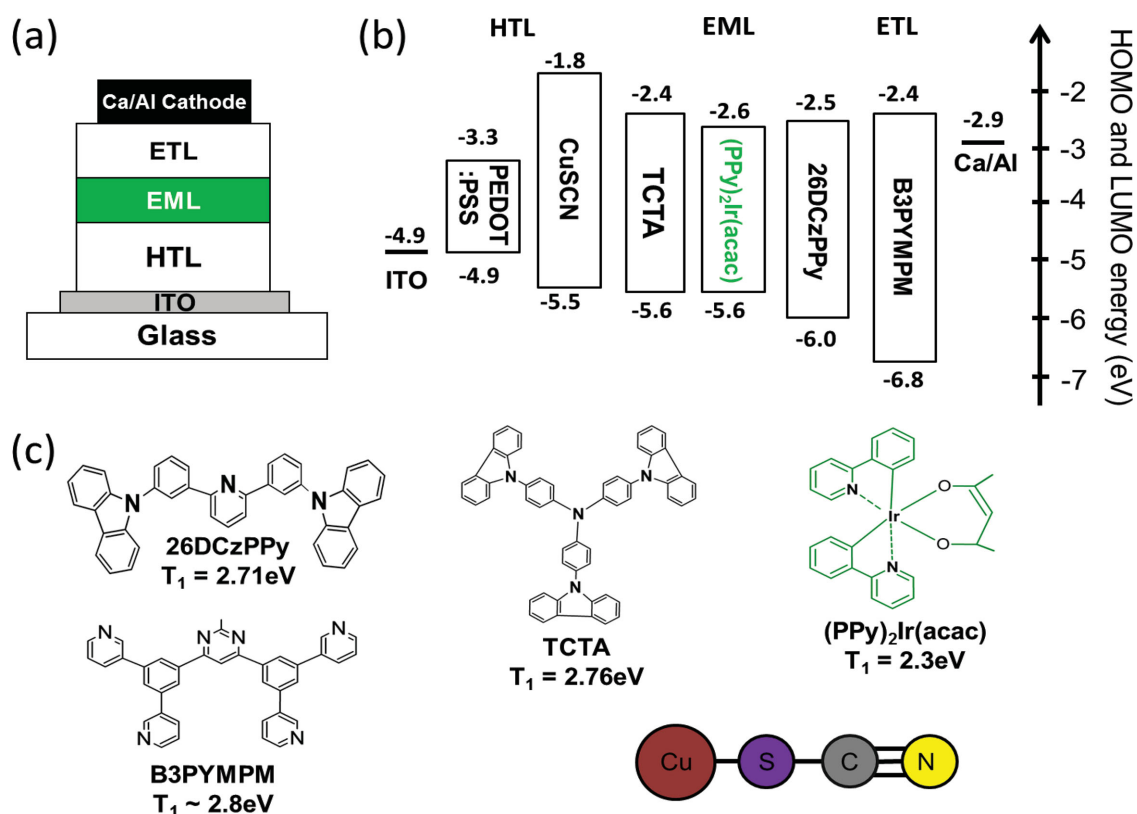 (a)
Ca/Al Cathode
ETL
EML
HTL
ITO
Glass
(b)
HTL
EML
ETL
-4.9
ITO
-3.3
PEDOT
:PSS
-4.9
-1.8
CuSCN
-5.5
-2.4
TCTA
-5.6
-2.6
(PPy)₂Ir(acac)
-5.6
-2.5
26DCzPPy
-6.0
-2.4
B3PYMPM
-6.8
-2.9
Ca/Al
-2
-3
-4
-5
-6
-7
HOMO and LUMO energy (eV)
(c)
N
N
N
26DCzPPy
T₁ = 2.71eV
N
N
N
N
N
N
B3PYMPM
T₁ ~ 2.8eV
N
N
N
N
TCTA
T₁ = 2.76eV
N
O
Ir
O
N
(PPy)₂Ir(acac)
T₁ = 2.3eV
Cu
S
C
N